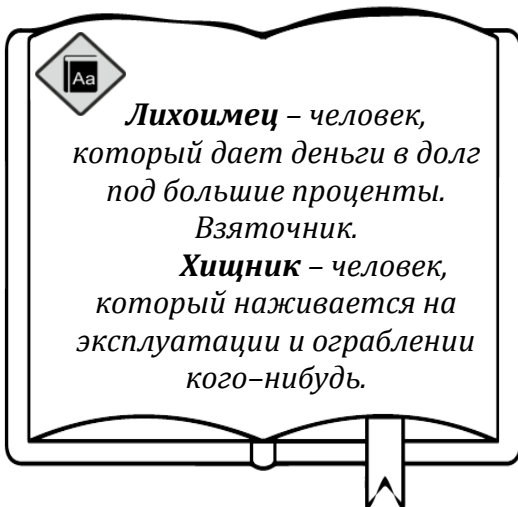 Aa
Лихоимец – человек,
который дает деньги в долг
под большие проценты.
Взяточник.
Хищник – человек,
который наживается на
эксплуатации и ограблении
кого–нибудь.